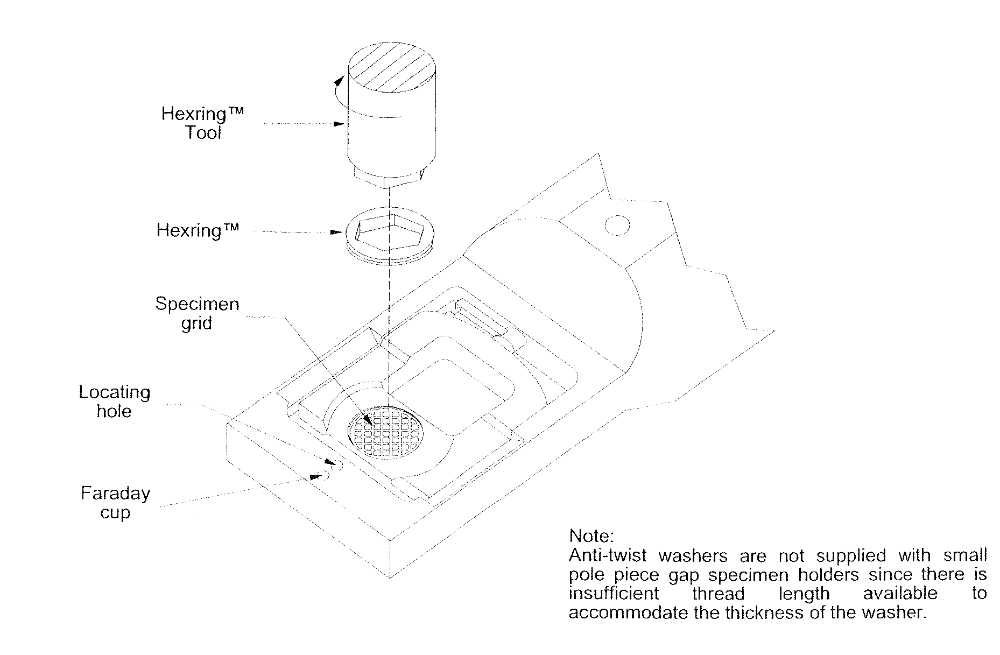 Hexring™
Tool
Hexring™
Specimen
grid
Locating
hole
Faraday
cup
Note:
Anti-twist washers are not supplied with small
pole piece gap specimen holders since there is
insufficient thread length available to
accommodate the thickness of the washer.